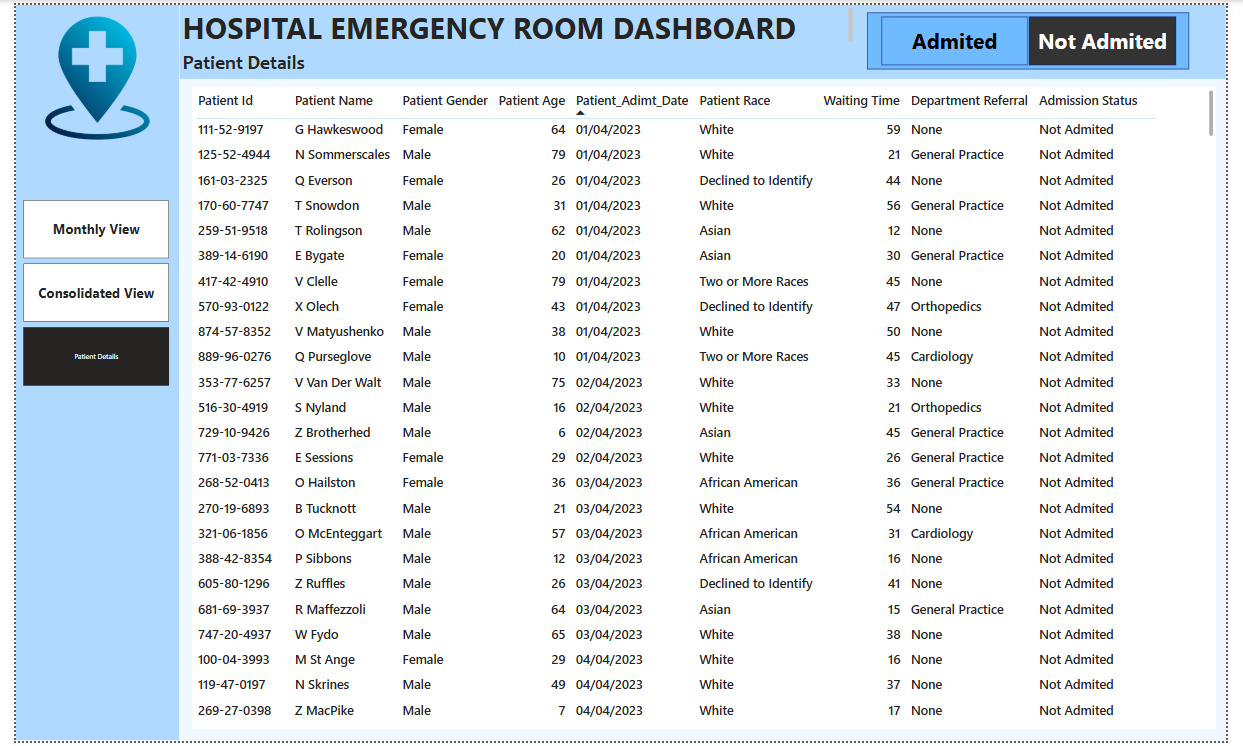 HOSPITAL EMERGENCY ROOM DASHBOARD
Patient Details
Admited Not Admited
Monthly View
Consolidated View
Patient Details
Patient Id Patient Name Patient Gender Patient Age Patient_Adimt_Date Patient Race Waiting Time Department Referral Admission Status
111-52-9197 G Hawkeswood Female 64 01/04/2023 White 59 None Not Admited
125-52-4944 N Sommerscales Male 79 01/04/2023 White 21 General Practice Not Admited
161-03-2325 Q Everson Female 26 01/04/2023 Declined to Identify 44 None Not Admited
170-60-7747 T Snowdon Male 31 01/04/2023 White 56 General Practice Not Admited
259-51-9518 T Rolingson Male 62 01/04/2023 Asian 12 None Not Admited
389-14-6190 E Bygate Female 20 01/04/2023 Asian 30 General Practice Not Admited
417-42-4910 V Clelle Female 79 01/04/2023 Two or More Races 45 None Not Admited
570-93-0122 X Olech Female 43 01/04/2023 Declined to Identify 47 Orthopedics Not Admited
874-57-8352 V Matyushenko Male 38 01/04/2023 White 50 None Not Admited
889-96-0276 Q Purseglove Male 10 01/04/2023 Two or More Races 45 Cardiology Not Admited
353-77-6257 V Van Der Walt Male 75 02/04/2023 White 33 None Not Admited
516-30-4919 S Nyland Male 16 02/04/2023 White 21 Orthopedics Not Admited
729-10-9426 Z Brotherhed Male 6 02/04/2023 Asian 45 General Practice Not Admited
771-03-7336 E Sessions Female 29 02/04/2023 White 26 General Practice Not Admited
268-52-0413 O Hailston Female 36 03/04/2023 African American 36 General Practice Not Admited
270-19-6893 B Tucknott Male 21 03/04/2023 White 54 None Not Admited
321-06-1856 O McEnteggart Male 57 03/04/2023 African American 31 Cardiology Not Admited
388-42-8354 P Sibbons Male 12 03/04/2023 African American 16 None Not Admited
605-80-1296 Z Ruffles Male 26 03/04/2023 Declined to Identify 41 None Not Admited
681-69-3937 R Maffezzoli Male 64 03/04/2023 Asian 15 General Practice Not Admited
747-20-4937 W Fydo Male 65 03/04/2023 White 38 None Not Admited
100-04-3993 M St Ange Female 29 04/04/2023 White 16 None Not Admited
119-47-0197 N Skrines Male 49 04/04/2023 White 37 None Not Admited
269-27-0398 Z MacPike Male 7 04/04/2023 White 17 None Not Admited